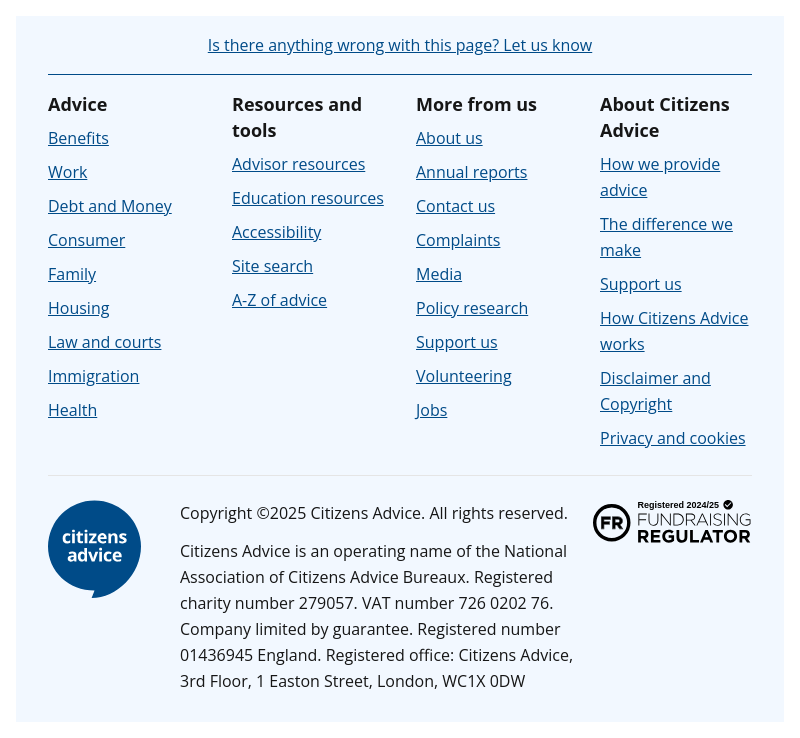 Is there anything wrong with this page? Let us know
Advice
Benefits
Work
Debt and Money
Consumer
Family
Housing
Law and courts
Immigration
Health
Resources and
tools
Advisor resources
Education resources
Accessibility
Site search
A-Z of advice
More from us
About us
Annual reports
Contact us
Complaints
Media
Policy research
Support us
Volunteering
Jobs
About Citizens
Advice
How we provide
advice
The difference we
make
Support us
How Citizens Advice
works
Disclaimer and
Copyright
Privacy and cookies
citizens
advice
Copyright ©2025 Citizens Advice. All rights reserved.
Citizens Advice is an operating name of the National
Association of Citizens Advice Bureaux. Registered
charity number 279057. VAT number 726 0202 76.
Company limited by guarantee. Registered number
01436945 England. Registered office: Citizens Advice,
3rd Floor, 1 Easton Street, London, WC1X 0DW
Registered 2024/25
FR
FUNDRAISING
REGULATOR